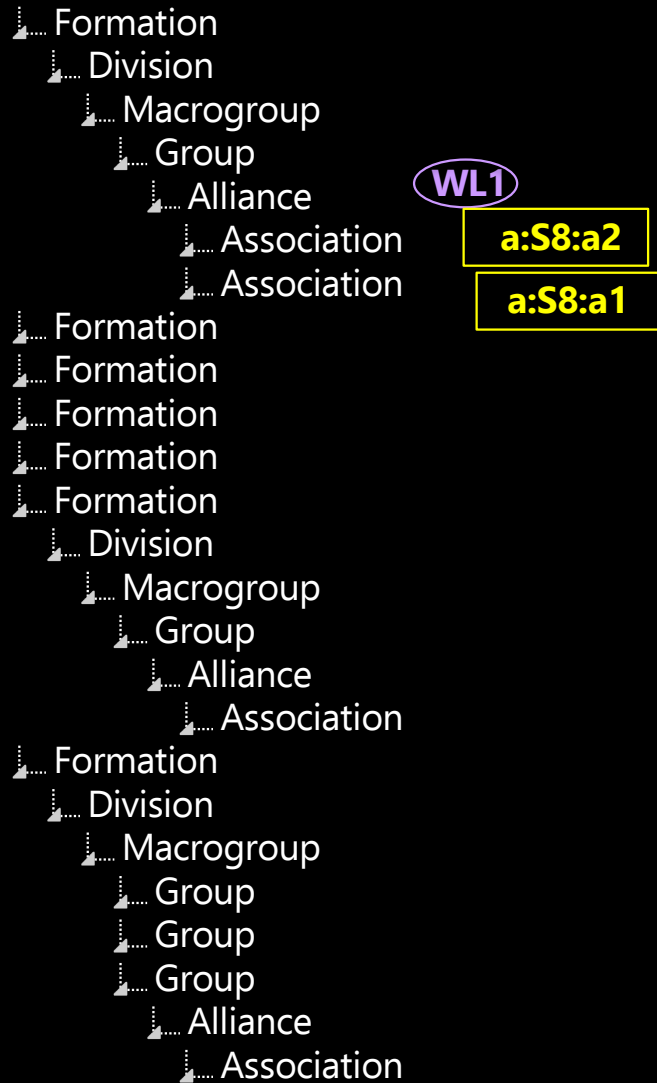 Formation
Division
Macrogroup
Group
Alliance WL1
Association a:S8:a2
Association a:S8:a1
Formation
Formation
Formation
Formation
Formation
Division
Macrogroup
Group
Alliance
Association
Formation
Division
Macrogroup
Group
Group
Group
Alliance
Association